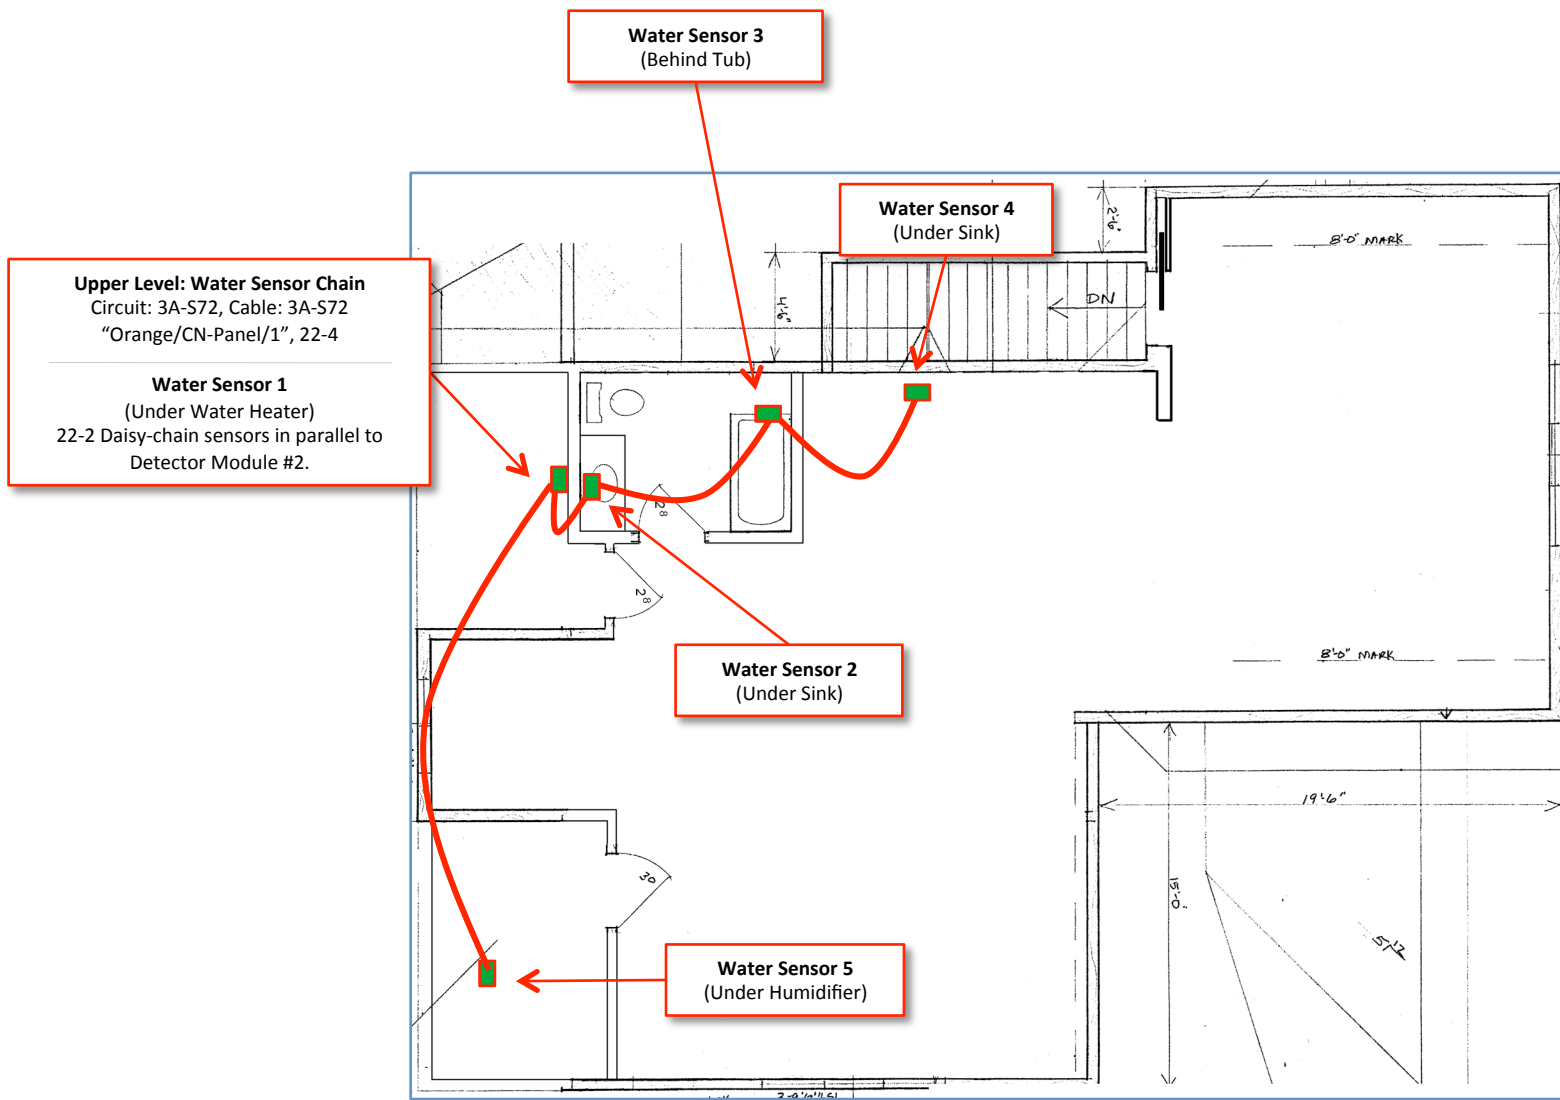 Water Sensor 3
(Behind Tub)
Water Sensor 4
(Under Sink)
2'-6"
8'-0" MARK
Upper Level: Water Sensor Chain
Circuit: 3A-S72, Cable: 3A-S72
“Orange/CN-Panel/1”, 22-4
Water Sensor 1
(Under Water Heater)
22-2 Daisy-chain sensors in parallel to
Detector Module #2.
4'-6"
DN
2⁸
2⁸
Water Sensor 2
(Under Sink)
8'-0" MARK
19'-6"
30
15'-0"
Water Sensor 5
(Under Humidifier)